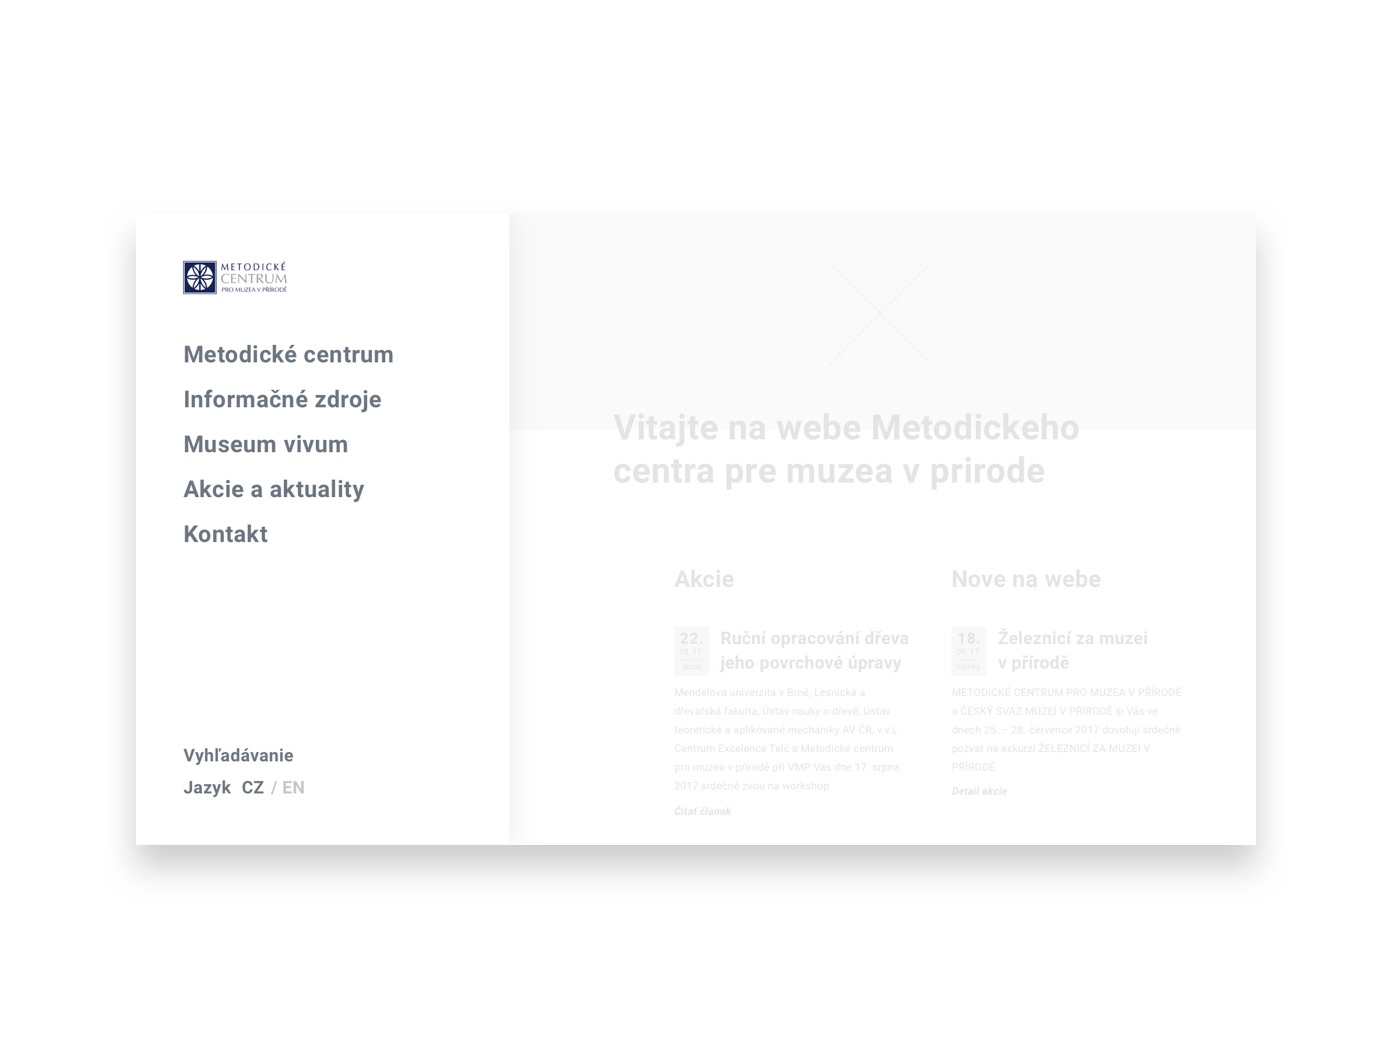 METODICKÉ
CENTRUM
PRO MUZEA V PŘÍRODĚ
Metodické centrum
Informačné zdroje
Museum vivum
Akcie a aktuality
Kontakt
Vyhľadávanie
Jazyk CZ / EN
Vitajte na webe Metodickeho
centra pre muzea v prirode
Akcie
22.
10. 17
akcie
Ruční opracování dřeva
jeho povrchové úpravy
Mendelova univerzita v Brně, Lesnická a
dřevařská fakulta, Ústav nauky o dřevě; Ústav
teoretické a aplikované mechaniky AV ČR, v.v.i,
Centrum Excelence Telč a Metodické centrum
pro muzea v přírodě při VMP Vás dne 17. srpna
2017 srdečně zvou na workshop.
Čítať članok
Nove na webe
18.
09. 17
članky
Železnicí za muzei
v přírodě
METODICKÉ CENTRUM PRO MUZEA V PŘÍRODĚ
a ČESKÝ SVAZ MUZEÍ V PŘÍRODĚ si Vás ve
dnech 25. – 28. července 2017 dovolují srdečně
pozvat na exkurzi ŽELEZNICÍ ZA MUZEI V
PŘÍRODĚ
Detail akcie